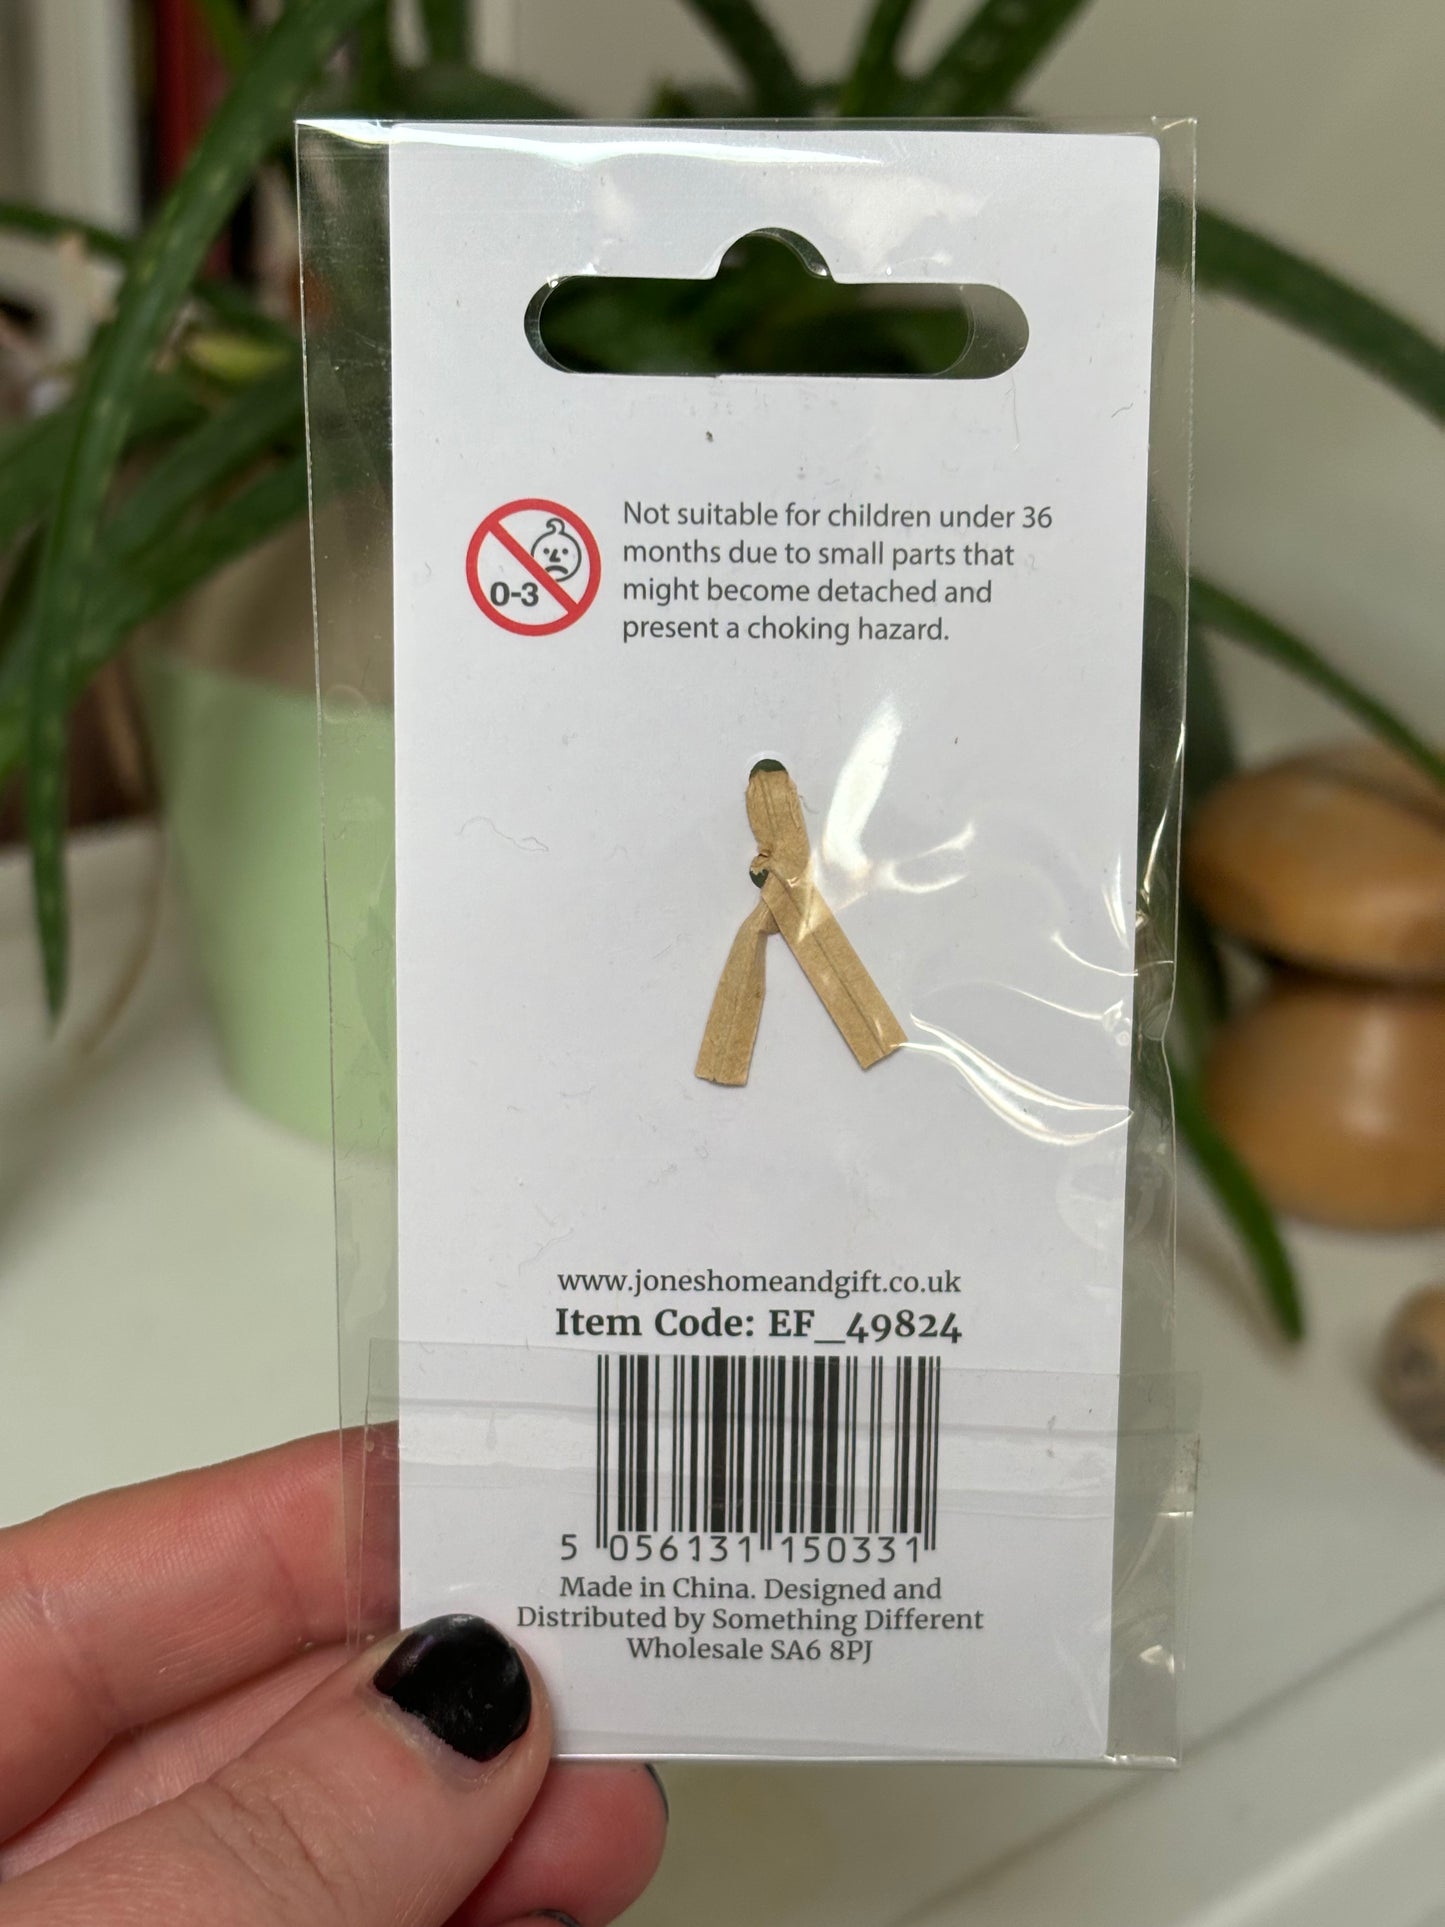 0-3
Not suitable for children under 36
months due to small parts that
might become detached and
present a choking hazard.
www.joneshomeandgift.co.uk
Item Code: EF_49824
5 056131 150331
Made in China. Designed and
Distributed by Something Different
Wholesale SA6 8PJ